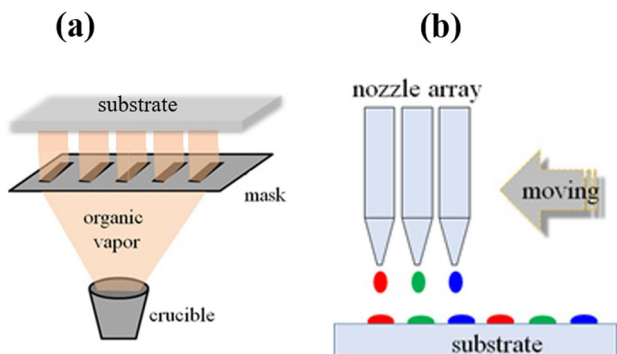 (a)
substrate
mask
organic
vapor
crucible
(b)
nozzle array
moving
substrate